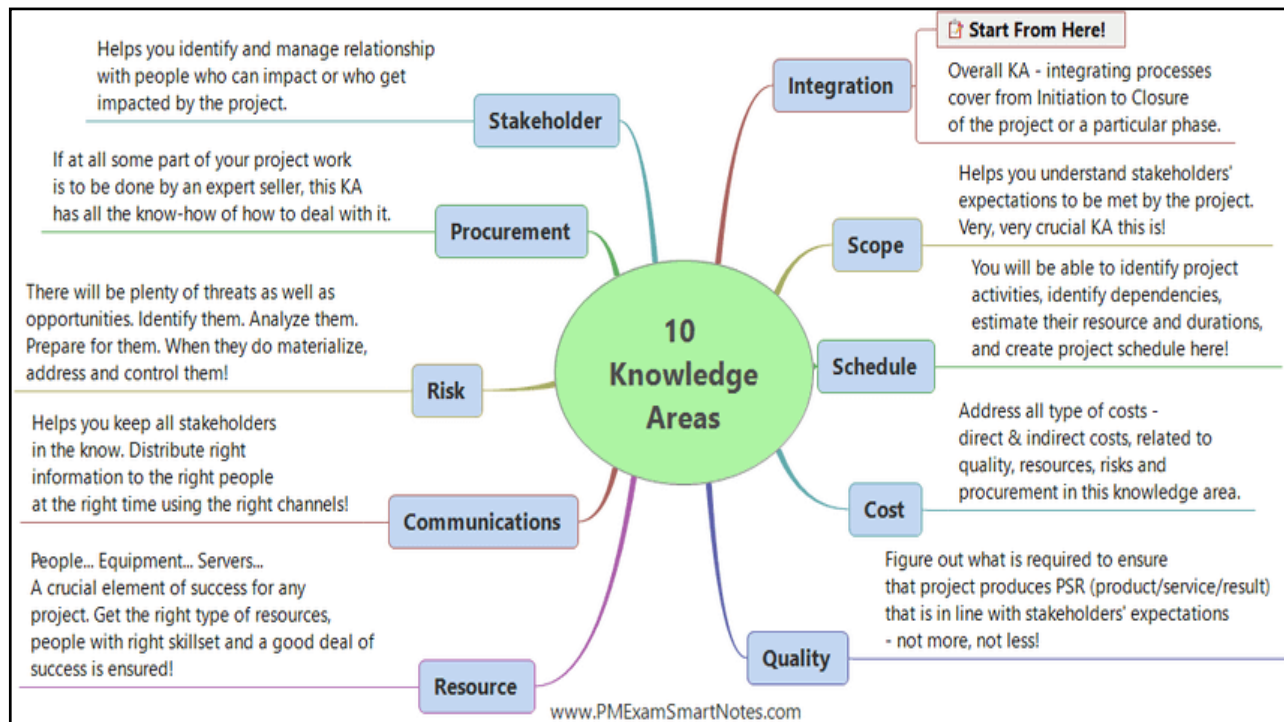 Start From Here!
Integration
Overall KA - integrating processes
cover from Initiation to Closure
of the project or a particular phase.
Helps you understand stakeholders'
expectations to be met by the project.
Very, very crucial KA this is!
Scope
You will be able to identify project
activities, identify dependencies,
estimate their resource and durations,
and create project schedule here!
Schedule
Address all type of costs -
direct & indirect costs, related to
quality, resources, risks and
procurement in this knowledge area.
Cost
Figure out what is required to ensure
that project produces PSR (product/service/result)
that is in line with stakeholders' expectations
- not more, not less!
Quality
10
Knowledge
Areas
Helps you identify and manage relationship
with people who can impact or who get
impacted by the project.
Stakeholder
If at all some part of your project work
is to be done by an expert seller, this KA
has all the know-how of how to deal with it.
Procurement
There will be plenty of threats as well as
opportunities. Identify them. Analyze them.
Prepare for them. When they do materialize,
address and control them!
Risk
Helps you keep all stakeholders
in the know. Distribute right
information to the right people
at the right time using the right channels!
Communications
People... Equipment... Servers...
A crucial element of success for any
project. Get the right type of resources,
people with right skillset and a good deal of
success is ensured!
Resource
www.PMExamSmartNotes.com